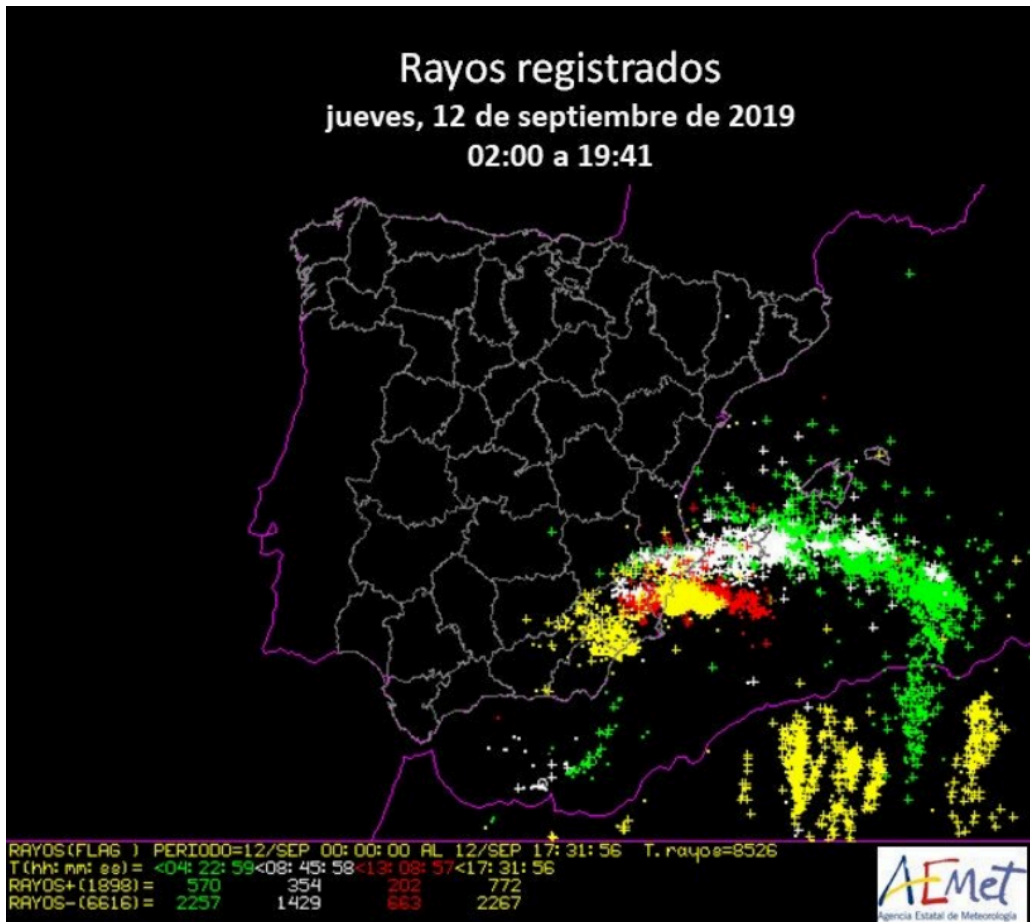 Rayos registrados
jueves, 12 de septiembre de 2019
02:00 a 19:41
RAYOS(FLAG ) PERIODO=12/SEP 00:00:00 AL 12/SEP 17:31:56 T.rayos=8526
T(hh:mm:ss)= <04:22:59<08:45:58<13:08:57<17:31:56
RAYOS+(1898)= 570 354 202 772
RAYOS-(6616)= 2257 1429 663 2267
AEMet
Agencia Estatal de Meteorología